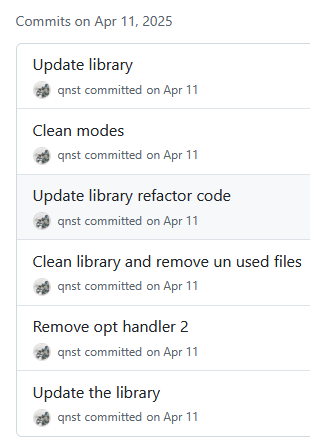 Commits on Apr 11, 2025
Update library
qnst committed on Apr 11
Clean modes
qnst committed on Apr 11
Update library refactor code
qnst committed on Apr 11
Clean library and remove un used files
qnst committed on Apr 11
Remove opt handler 2
qnst committed on Apr 11
Update the library
qnst committed on Apr 11